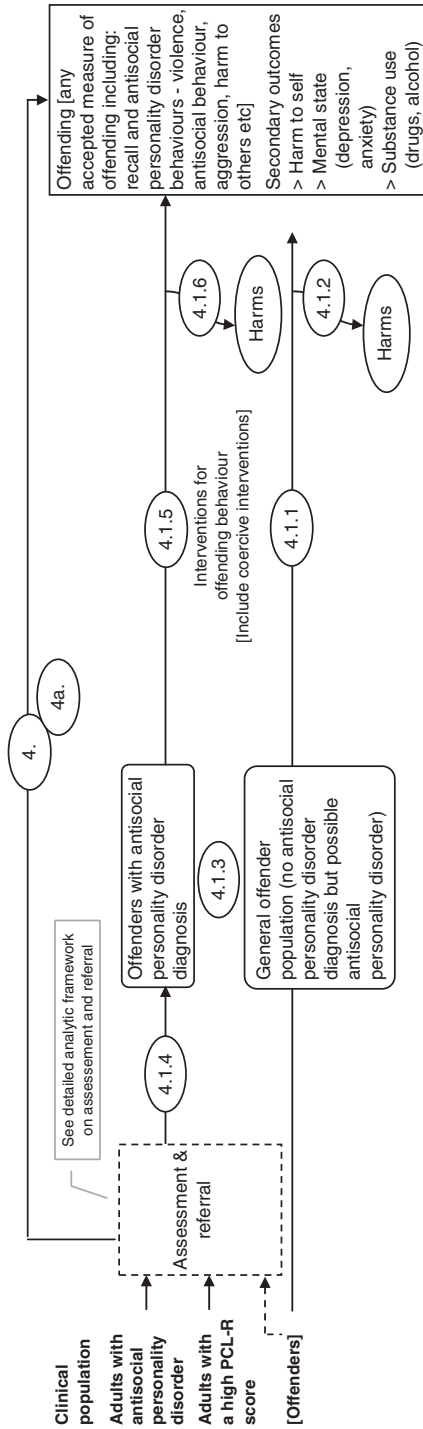 Clinical
population
Adults with
antisocial
personality
disorder
Adults with
a high PCL-R
score
[Offenders]
See detailed analytic framework
on assessement and referral
Assessment &
referral
4.1.4
4.
4a.
Offenders with antisocial
personality disorder
diagnosis
4.1.3
General offender
population (no antisocial
personality disorder
diagnosis but possible
antisocial
personality disorder)
4.1.5
Interventions for
offending behaviour
[Include coercive interventions]
4.1.1
4.1.6
Harms
4.1.2
Harms
Offending [any
accepted measure of
offending including:
recall and antisocial
personality disorder
behaviours - violence,
antisocial behaviour,
aggression, harm to
others etc]
Secondary outcomes
> Harm to self
> Mental state
(depression,
anxiety)
> Substance use
(drugs, alcohol)